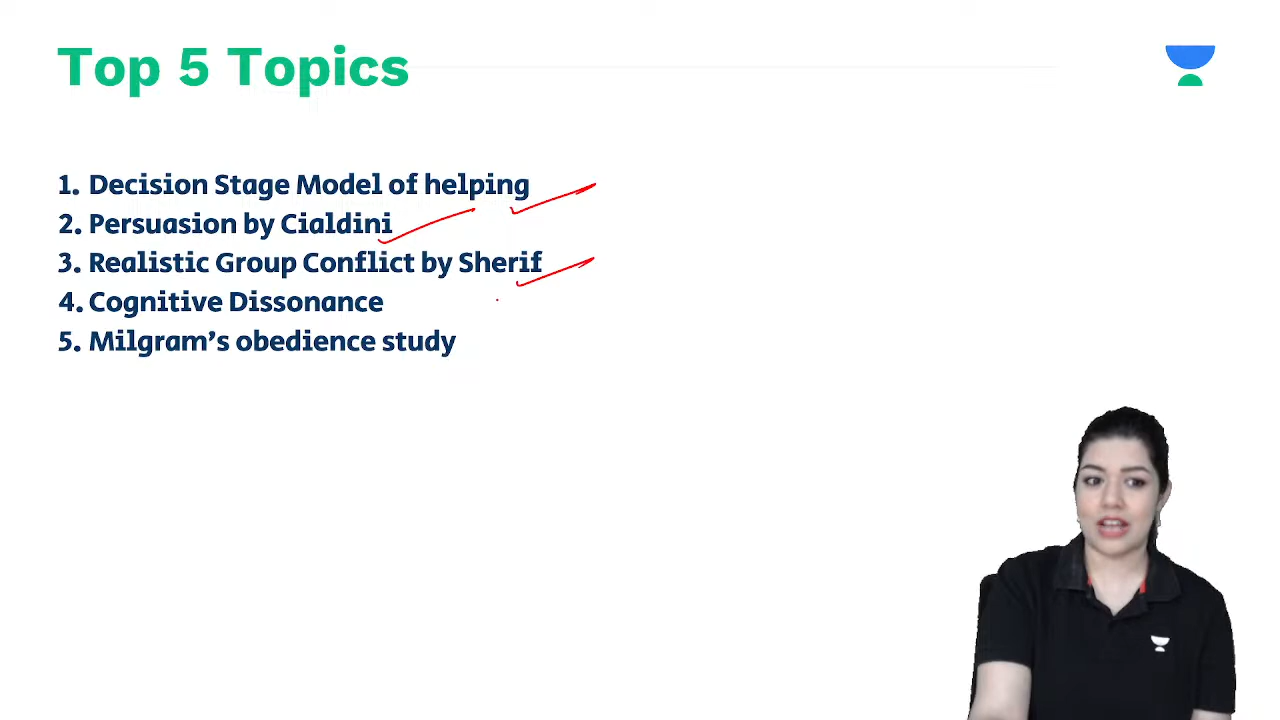 Top 5 Topics
1. Decision Stage Model of helping
2. Persuasion by Cialdini
3. Realistic Group Conflict by Sherif
4. Cognitive Dissonance
5. Milgram’s obedience study